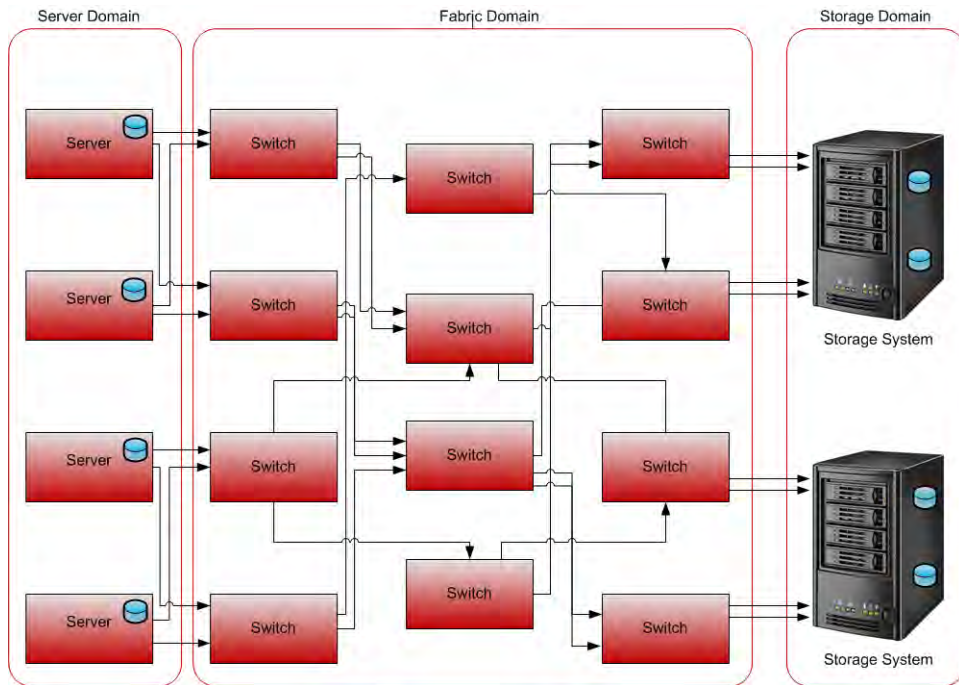 Server Domain
Fabric Domain
Storage Domain
Server
Switch
Switch
Switch
Server
Switch
Switch
Switch
Storage System
Server
Switch
Switch
Switch
Server
Switch
Switch
Switch
Storage System